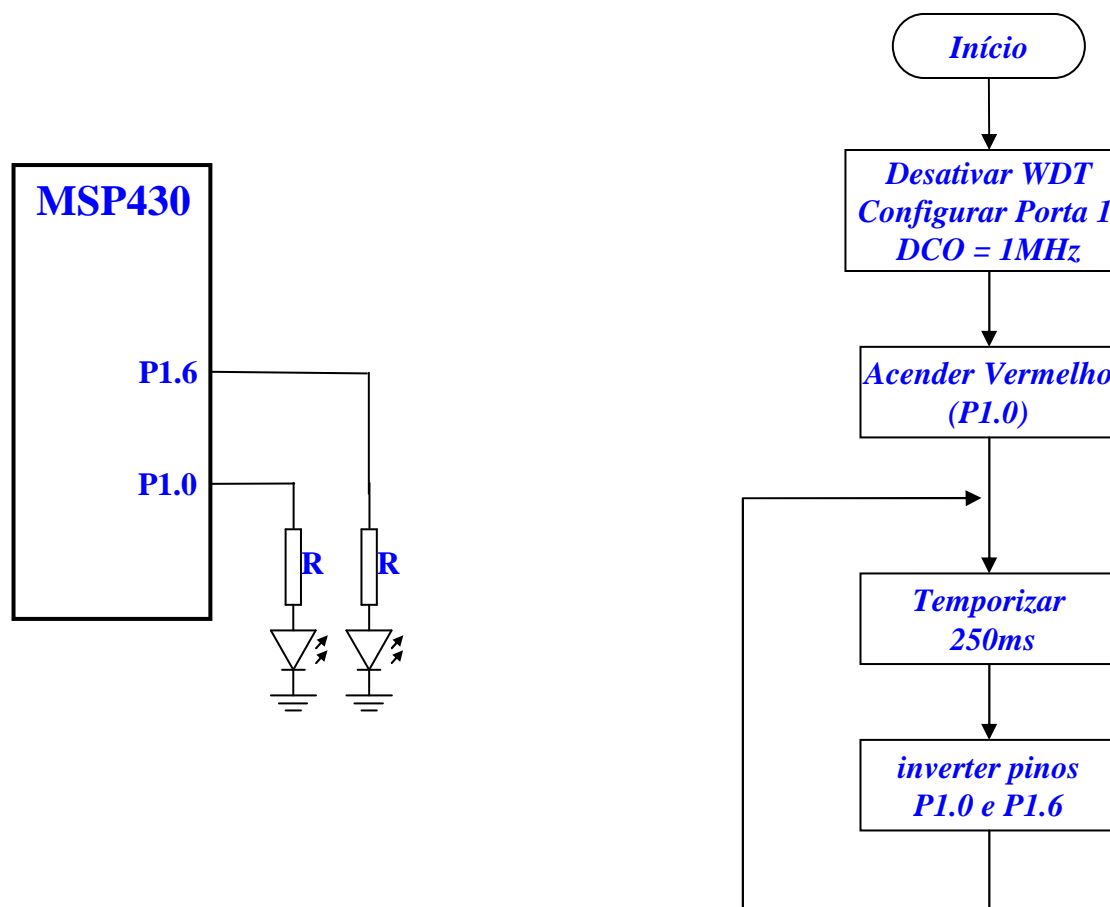 MSP430
P1.6
P1.0
R
R
Início
Desativar WDT
Configurar Porta 1
DCO = 1MHz
Acender Vermelho
(P1.0)
Temporizar
250ms
inverter pinos
P1.0 e P1.6